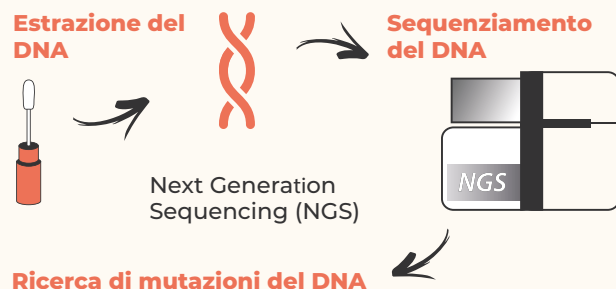 Estrazione del
DNA
Sequenziamento
del DNA
NGS
Next Generation
Sequencing (NGS)
Ricerca di mutazioni del DNA